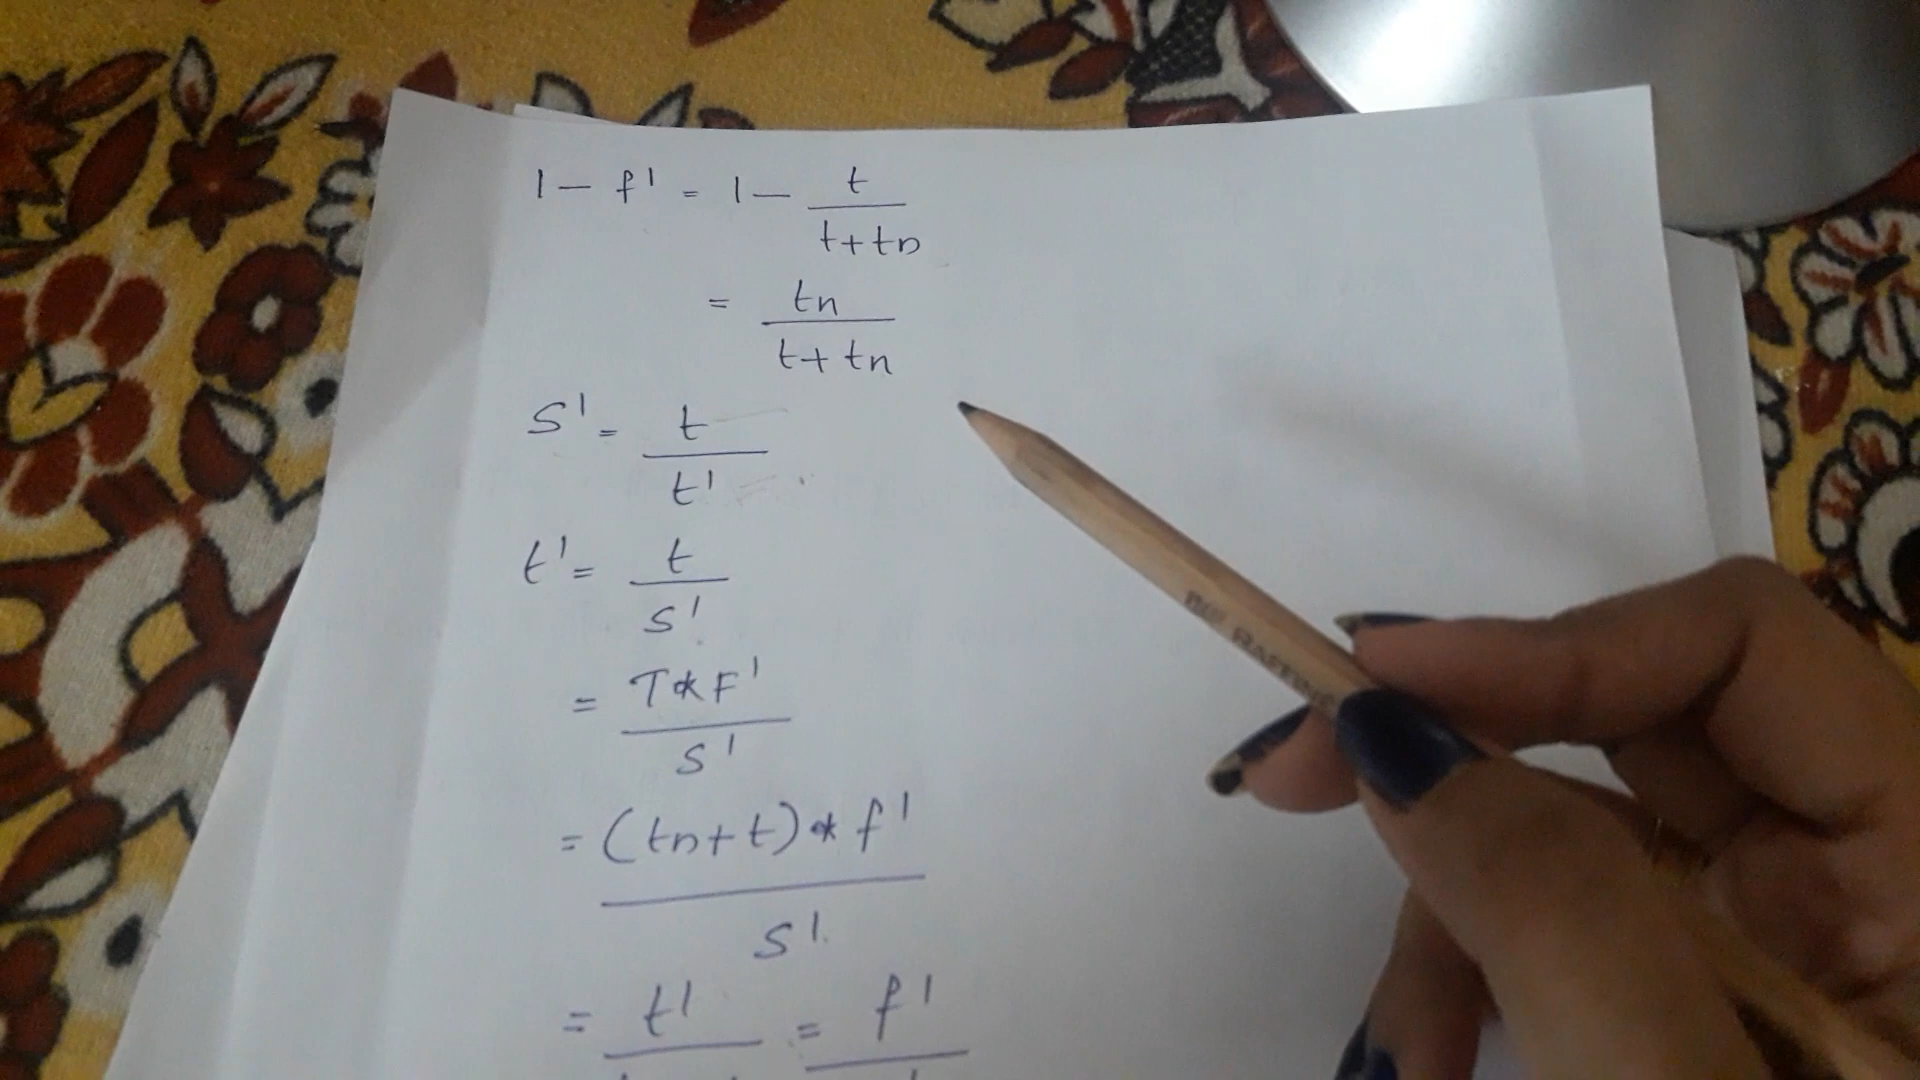 1 - f' = 1 - t / t+tn
= tn / t+tn
S' = t / t'
t' = t / s'
= T*F' / s'
= (tn+t)*f' / s'
= t' = f'